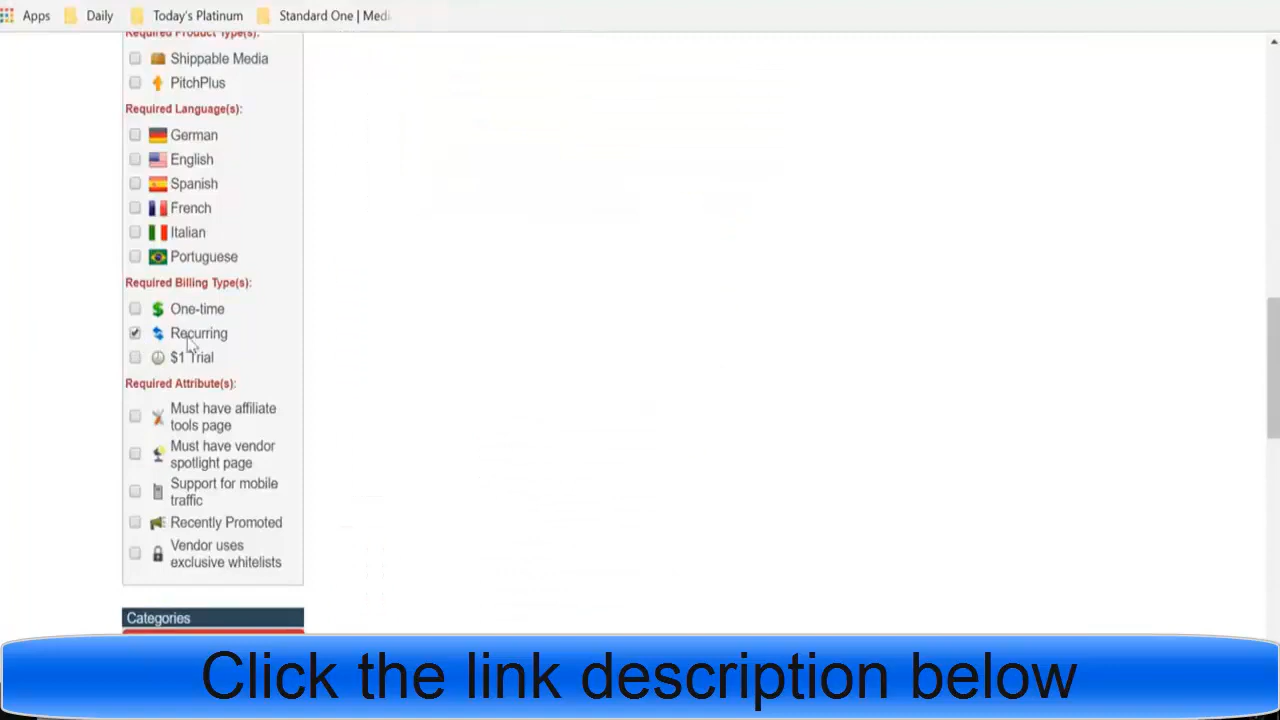 Apps Daily Today's Platinum Standard One | Medi
Required Product Type(s):
Shippable Media
PitchPlus
Required Language(s):
German
English
Spanish
French
Italian
Portuguese
Required Billing Type(s):
$ One-time
Recurring
$1 Trial
Required Attribute(s):
Must have affiliate
tools page
Must have vendor
spotlight page
Support for mobile
traffic
Recently Promoted
Vendor uses
exclusive whitelists
Categories
Click the link description below